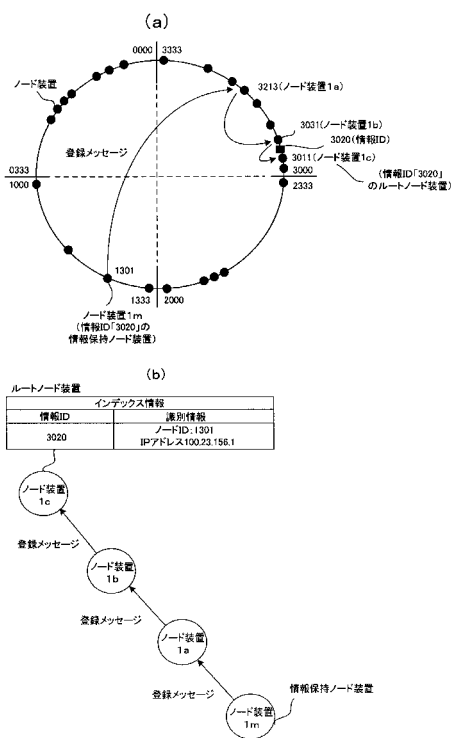 (a)
0000 3333
ノード装置
3213(ノード装置1a)
3031(ノード装置1b)
3020(情報ID)
登録メッセージ
3011(ノード装置1c)
0333
1000
3000
2333
(情報ID「3020」
のルートノード装置)
1301
1333 2000
ノード装置1m
(情報ID「3020」の
情報保持ノード装置)
(b)
ルートノード装置
インデックス情報
情報ID 識別情報
3020
ノードID:1301
IPアドレス100.23.156.1
ノード装置
1c
登録メッセージ
ノード装置
1b
登録メッセージ
ノード装置
1a
登録メッセージ
情報保持ノード装置
ノード装置
1m